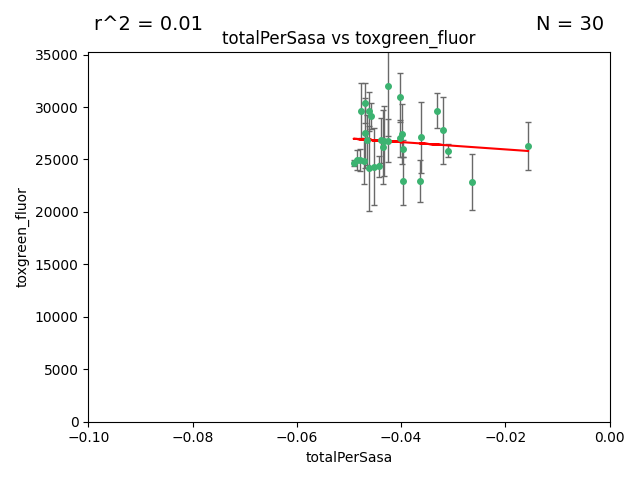 r^2 = 0.01
N = 30
totalPerSasa vs toxgreen_fluor
35000
30000
25000
20000
15000
10000
5000
0
toxgreen_fluor
−0.10
−0.08
−0.06
−0.04
−0.02
0.00
totalPerSasa